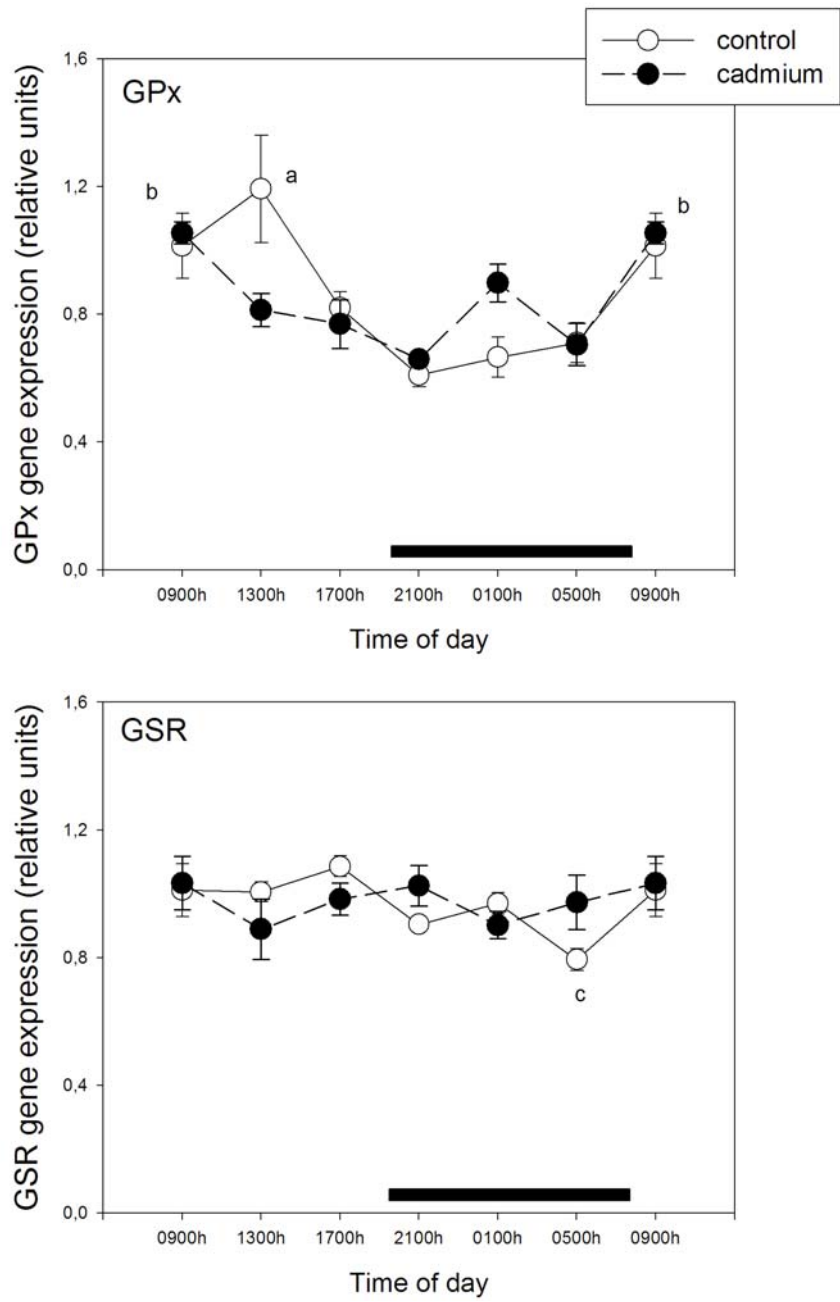 control
cadmium
GPx
GPx gene expression (relative units)
1,6
1,2
0,8
0,4
0,0
b
a
b
0900h 1300h 1700h 2100h 0100h 0500h 0900h
Time of day
GSR
GSR gene expression (relative units)
1,6
1,2
0,8
0,4
0,0
c
0900h 1300h 1700h 2100h 0100h 0500h 0900h
Time of day